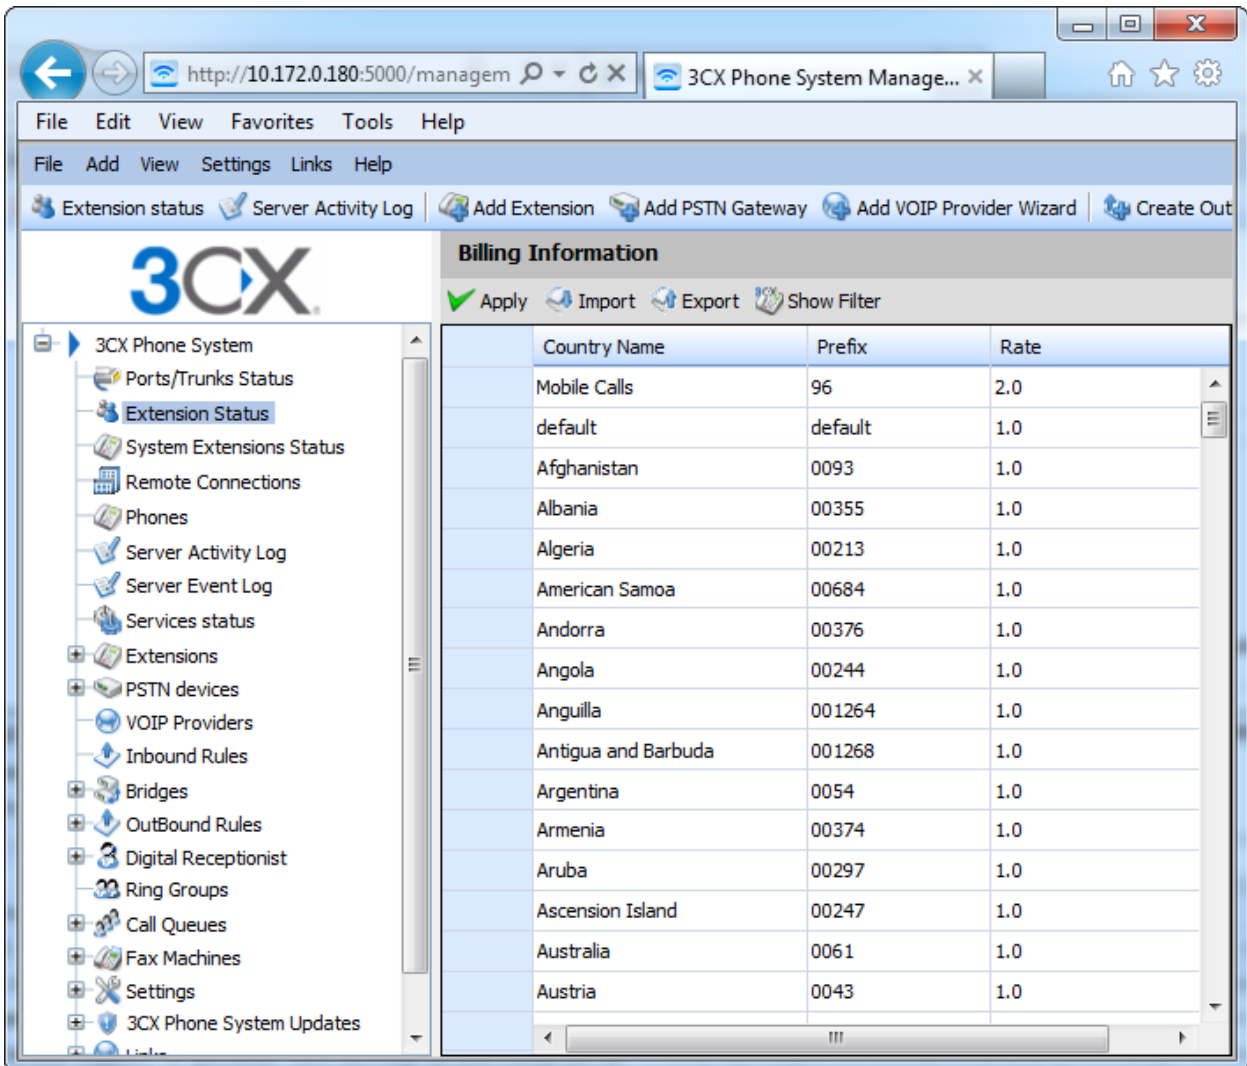 http://10.172.0.180:5000/managem
3CX Phone System Manage...
File Edit View Favorites Tools Help
File Add View Settings Links Help
Extension status Server Activity Log Add Extension Add PSTN Gateway Add VOIP Provider Wizard Create Out
3CX
Billing Information
Apply Import Export Show Filter
3CX Phone System
Ports/Trunks Status
Extension Status
System Extensions Status
Remote Connections
Phones
Server Activity Log
Server Event Log
Services status
Extensions
PSTN devices
VOIP Providers
Inbound Rules
Bridges
OutBound Rules
Digital Receptionist
Ring Groups
Call Queues
Fax Machines
Settings
3CX Phone System Updates
Links
Country Name Prefix Rate
Mobile Calls 96 2.0
default default 1.0
Afghanistan 0093 1.0
Albania 00355 1.0
Algeria 00213 1.0
American Samoa 00684 1.0
Andorra 00376 1.0
Angola 00244 1.0
Anguilla 001264 1.0
Antigua and Barbuda 001268 1.0
Argentina 0054 1.0
Armenia 00374 1.0
Aruba 00297 1.0
Ascension Island 00247 1.0
Australia 0061 1.0
Austria 0043 1.0